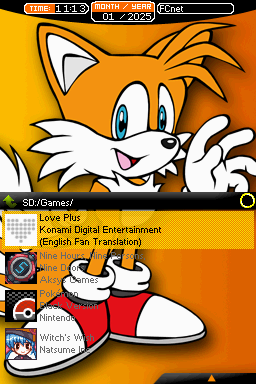 TIME: 11:13
MONTH / YEAR
01 / 2025
FCnet
SD:/Games/
Love Plus
Konami Digital Entertainment
(English Fan Translation)
Nine Hours, Nine Persons,
Nine Doors
Aksys Games
Pokémon
Black Version
Nintendo
Witch's Wish
Natsume Inc.